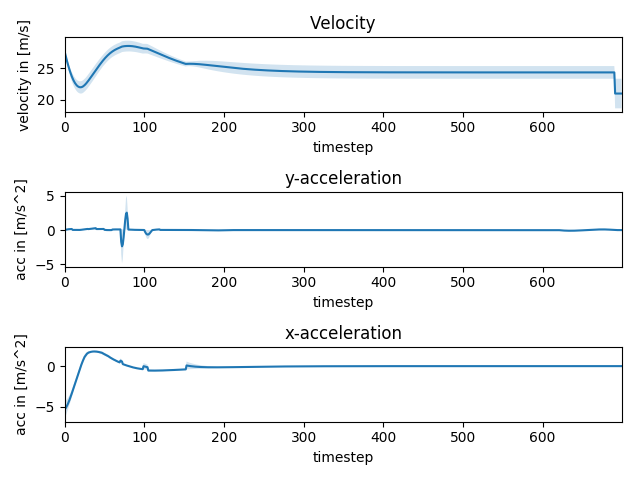 Velocity
velocity in [m/s]
25
20
0 100 200 300 400 500 600
timestep
y-acceleration
acc in [m/s^2]
5
0
−5
0 100 200 300 400 500 600
timestep
x-acceleration
acc in [m/s^2]
0
−5
0 100 200 300 400 500 600
timestep